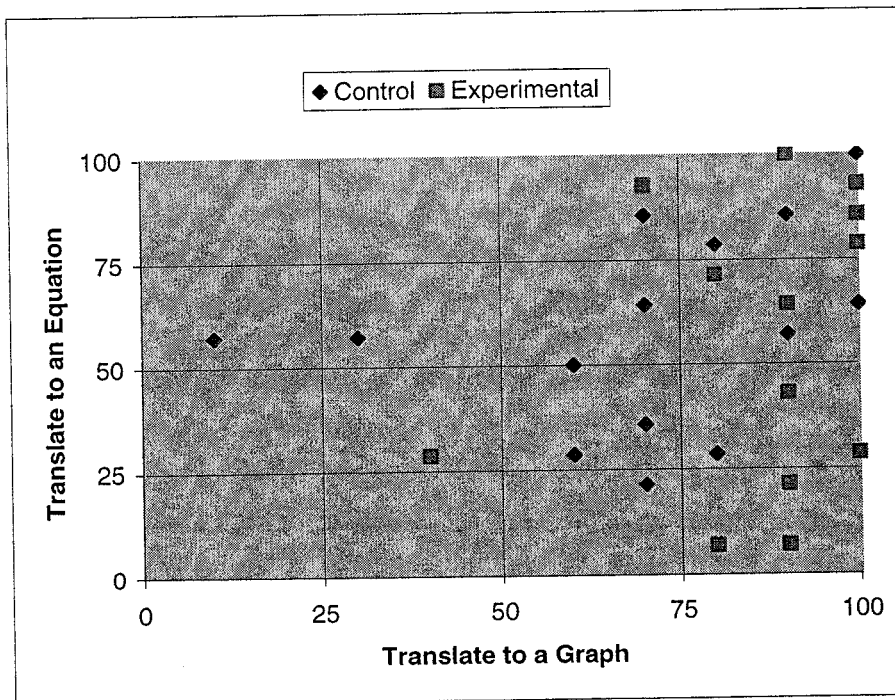 Control Experimental
100
75
50
25
0
Translate to an Equation
0 25 50 75 100
Translate to a Graph